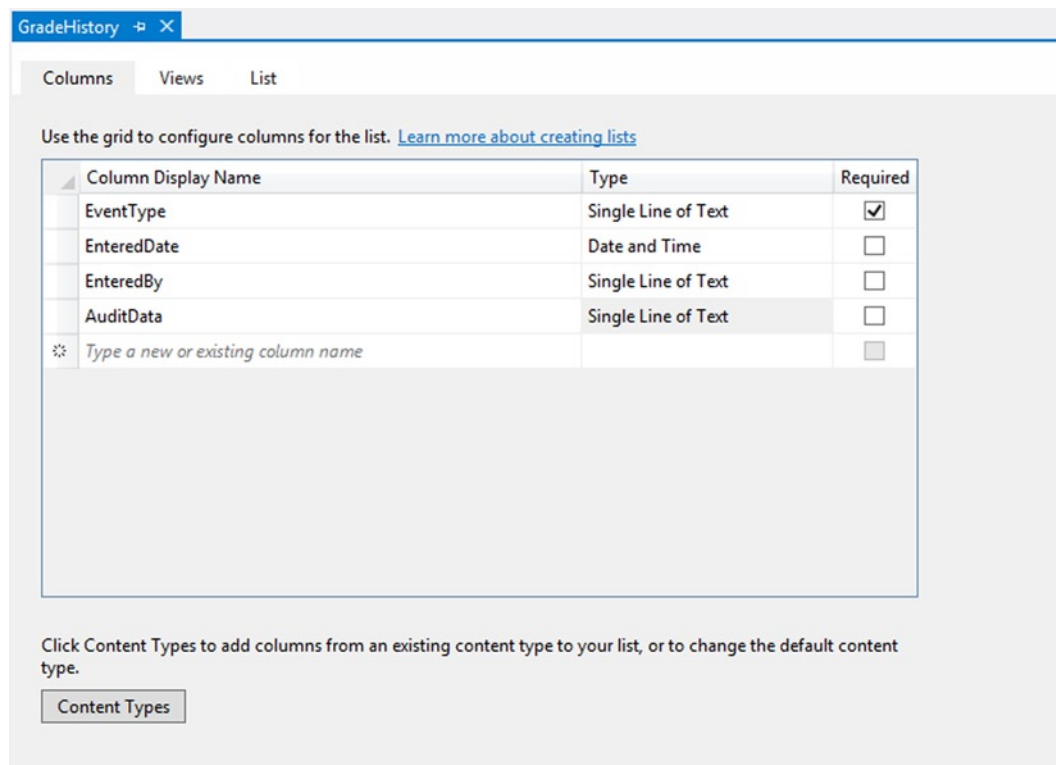 GradeHistory
Columns Views List
Use the grid to configure columns for the list. Learn more about creating lists
Column Display Name Type Required
EventType Single Line of Text
EnteredDate Date and Time
EnteredBy Single Line of Text
AuditData Single Line of Text
Type a new or existing column name
Click Content Types to add columns from an existing content type to your list, or to change the default content
type.
Content Types